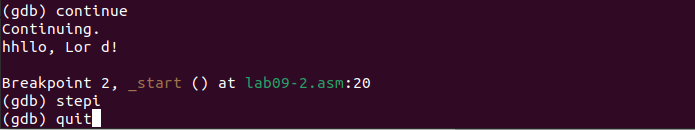 (gdb) continue
Continuing.
hhllo, Lor d!
Breakpoint 2, _start () at lab09-2.asm:20
(gdb) stepi
(gdb) quit